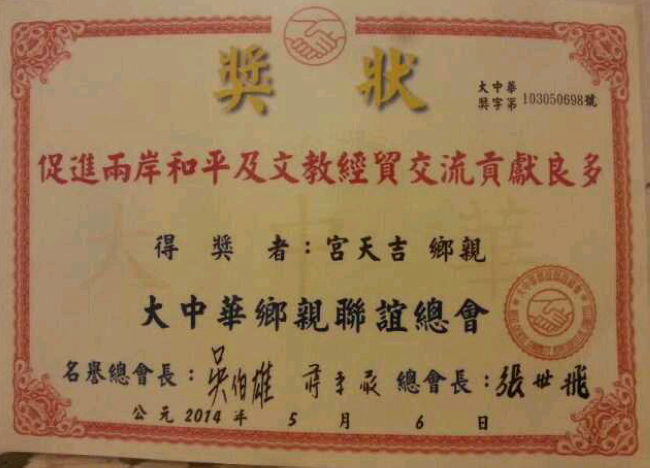 獎 狀
大中華
獎字第 103050698號
促進兩岸和平及文教經貿交流貢獻良多
得 獎 者：宮天吉 鄉親
大中華鄉親聯誼總會
名譽總會長：吳伯雄 蔣孝嚴 總會長：張世飛
公元 2014 年 5 月 6 日
大 中 華